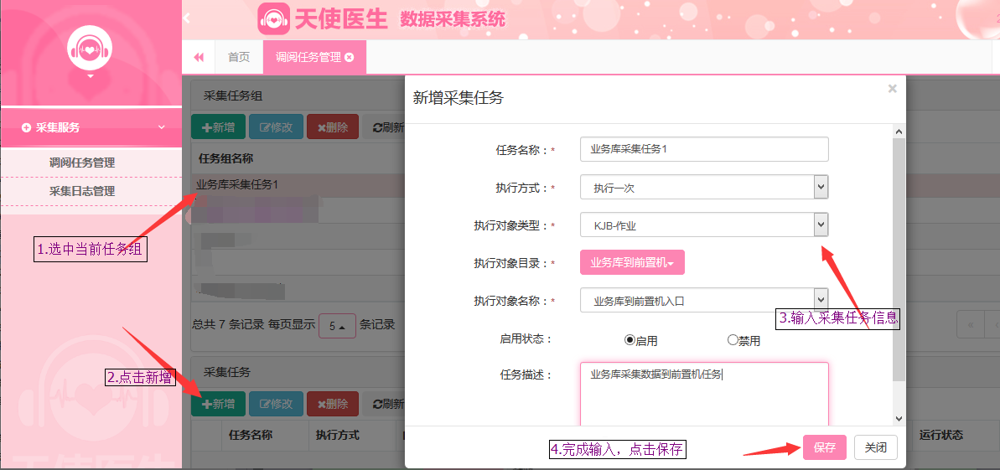 天使医生 数据采集系统
首页
调阅任务管理
采集服务
调阅任务管理
采集日志管理
1.选中当前任务组
2.点击新增
天使医生
采集任务组
新增 修改 删除 刷新
任务组名称
业务库采集任务1
总共 7 条记录 每页显示 5 条记录
采集任务
新增 修改 删除 刷新
任务名称 执行方式
运行状态
新增采集任务
任务名称：* 业务库采集任务1
执行方式：* 执行一次
执行对象类型：* KJB-作业
执行对象目录：* 业务库到前置机
执行对象名称：* 业务库到前置机入口
3.输入采集任务信息
启用状态： 启用 禁用
任务描述： 业务库采集数据到前置机任务
4.完成输入，点击保存
保存 关闭